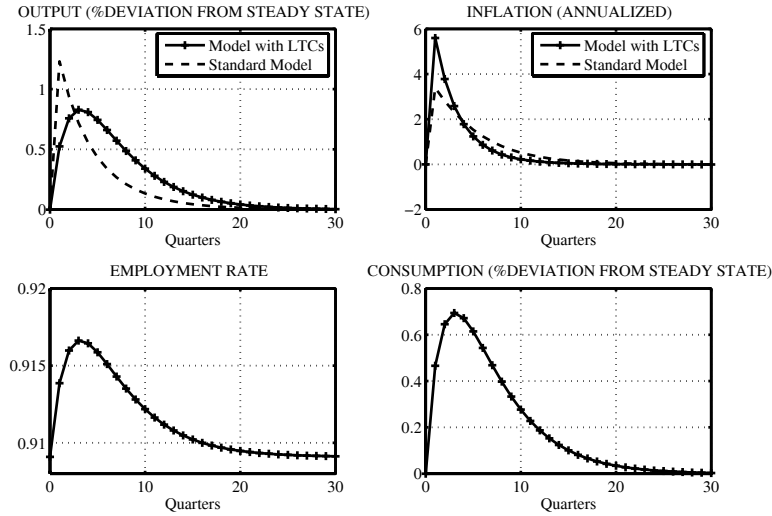 OUTPUT (%DEVIATION FROM STEADY STATE)
1.5
1
0.5
0
0
10
20
30
Quarters
Model with LTCs
Standard Model
INFLATION (ANNUALIZED)
6
4
2
0
−2
0
10
20
30
Quarters
Model with LTCs
Standard Model
EMPLOYMENT RATE
0.92
0.915
0.91
0
10
20
30
Quarters
CONSUMPTION (%DEVIATION FROM STEADY STATE)
0.8
0.6
0.4
0.2
0
0
10
20
30
Quarters